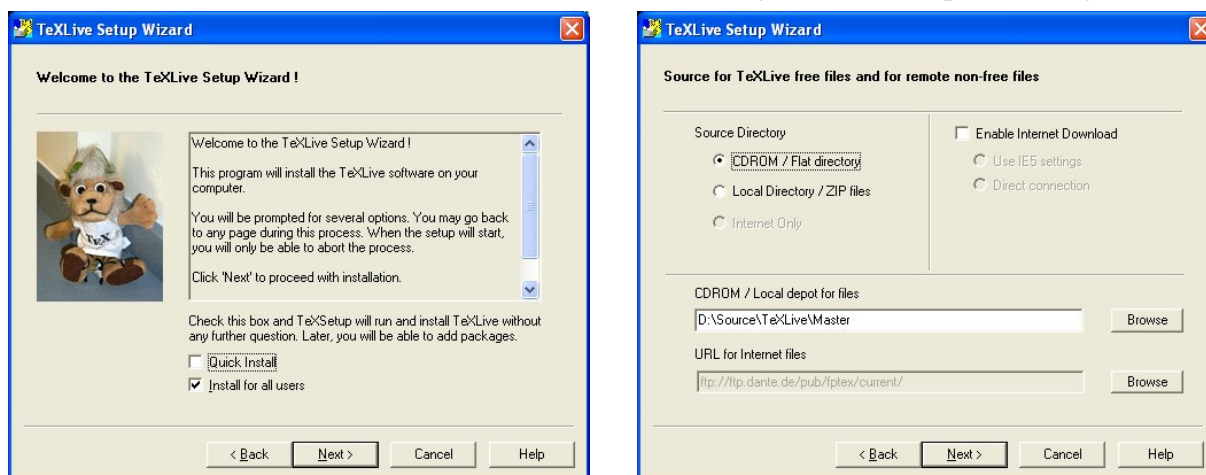 TeXLive Setup Wizard
Welcome to the TeXLive Setup Wizard !
TeX
Welcome to the TeXLive Setup Wizard !
This program will install the TeXLive software on your
computer.
You will be prompted for several options. You may go back
to any page during this process. When the setup will start,
you will only be able to abort the process.
Click 'Next' to proceed with installation.
Check this box and TeXSetup will run and install TeXLive without
any further question. Later, you will be able to add packages.
Quick Install
Install for all users
< Back
Next >
Cancel
Help
TeXLive Setup Wizard
Source for TeXLive free files and for remote non-free files
Source Directory
CDROM / Flat directory
Local Directory / ZIP files
Internet Only
Enable Internet Download
Use IE5 settings
Direct connection
CDROM / Local depot for files
D:\Source\TeXLive\Master
Browse
URL for Internet files
ftp://ftp.dante.de/pub/fptex/current/
Browse
< Back
Next >
Cancel
Help